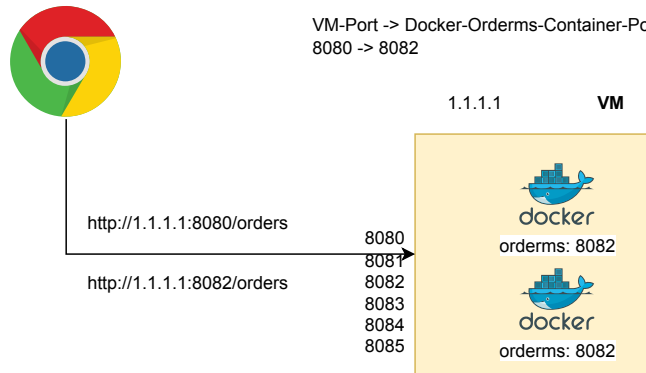 VM-Port -> Docker-Orderms-Container-Po
8080 -> 8082
1.1.1.1 VM
http://1.1.1.1:8080/orders
http://1.1.1.1:8082/orders
8080
8081
8082
8083
8084
8085
docker
orderms: 8082
docker
orderms: 8082